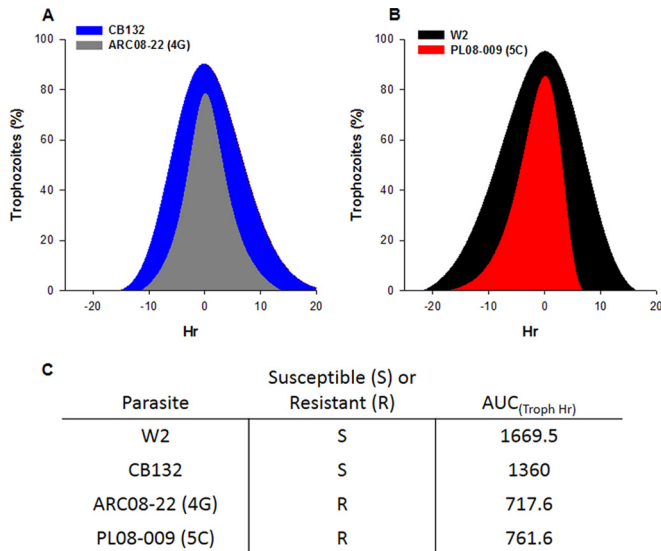 A
CB132
ARC08-22 (4G)
100
80
60
40
20
0
Trophozoites (%)
-20 -10 0 10 20
Hr
B
W2
PL08-009 (5C)
100
80
60
40
20
0
Trophozoites (%)
-20 -10 0 10 20
Hr
C
Parasite Susceptible (S) or Resistant (R) AUC(Troph Hr)
W2 S 1669.5
CB132 S 1360
ARC08-22 (4G) R 717.6
PL08-009 (5C) R 761.6